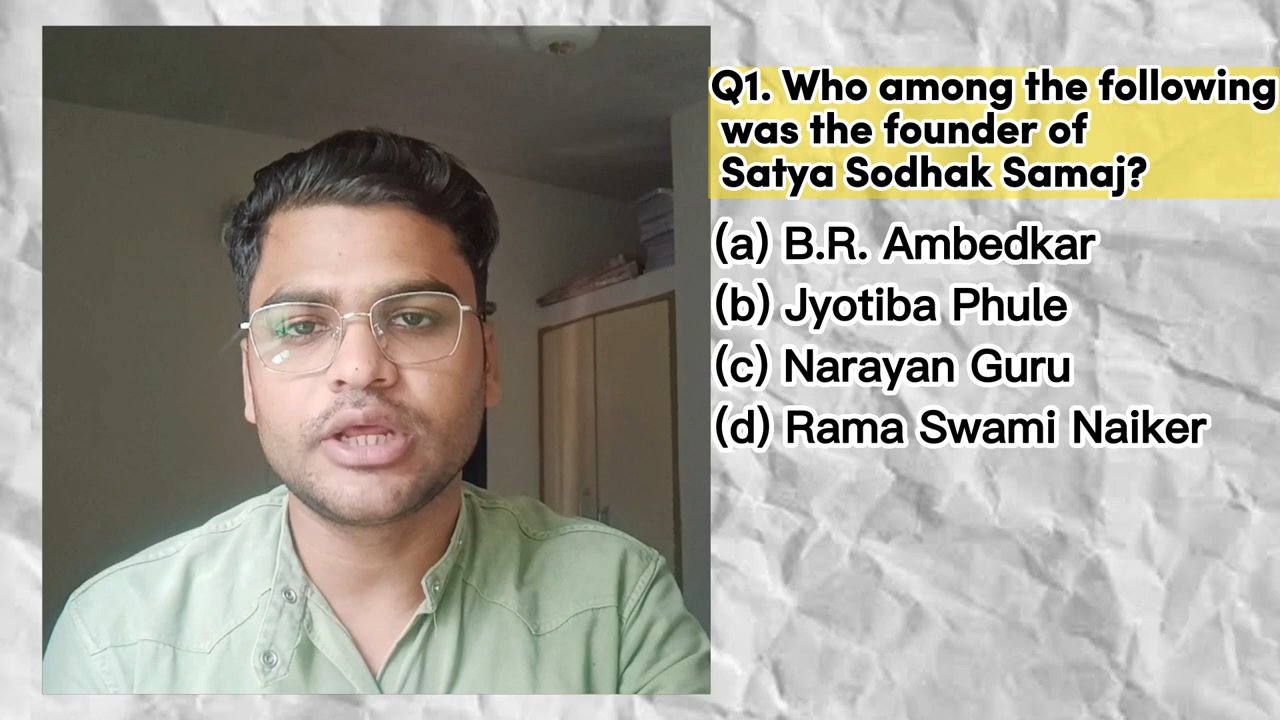 Q1. Who among the following
was the founder of
Satya Sodhak Samaj?
(a) B.R. Ambedkar
(b) Jyotiba Phule
(c) Narayan Guru
(d) Rama Swami Naiker